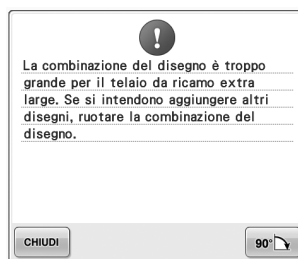 La combinazione del disegno è troppo
grande per il telaio da ricamo extra
large. Se si intendono aggiungere altri
disegni, ruotare la combinazione del
disegno.
CHIUDI
90°